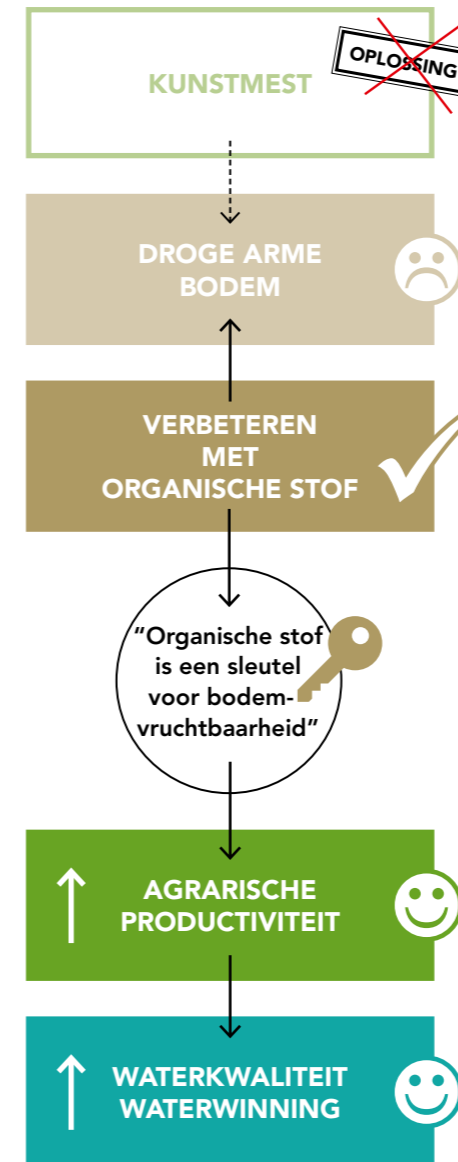 KUNSTMEST
OPLOSSING
DROGE ARME
BODEM
VERBETEREN
MET
ORGANISCHE STOF
“Organische stof
is een sleutel
voor bodem-
vruchtbaarheid”
AGRARISCHE
PRODUCTIVITEIT
WATERKWALITEIT
WATERWINNING